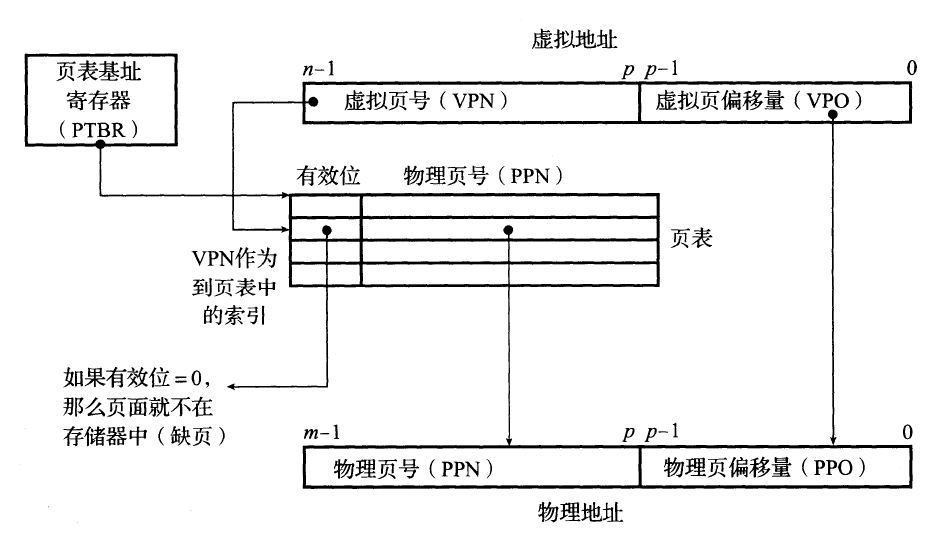 虚拟地址
页表基址
寄存器
（PTBR）
n-1
p
p-1
0
虚拟页号（VPN）
虚拟页偏移量（VPO）
有效位
物理页号（PPN）
页表
VPN作为
到页表中
的索引
如果有效位=0，
那么页面就不在
存储器中（缺页）
m-1
p
p-1
0
物理页号（PPN）
物理页偏移量（PPO）
物理地址